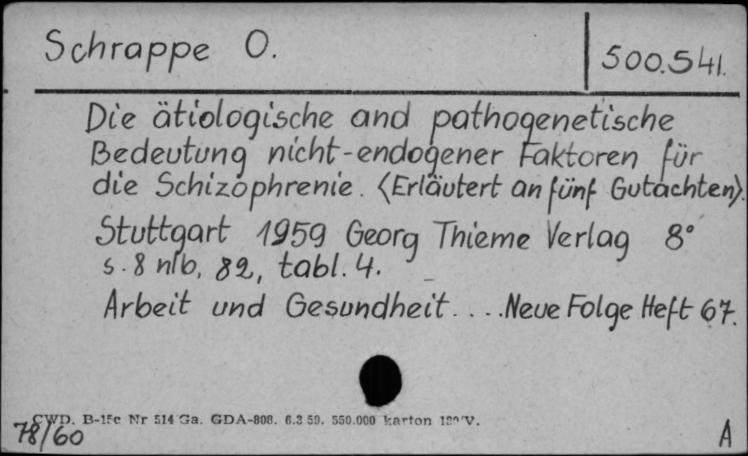 Schrappe O.
500.541.
Die ätiologische and pathogenetische
Bedeutung nicht-endogener Faktoren für
die Schizophrenie. <Erläutert an fünf Gutachten>.
Stuttgart 1959 Georg Thieme Verlag 8°
s. 8 nlb, 82, tabl. 4.
Arbeit und Gesundheit....Neue Folge Heft 67.
CWD. B-15c Nr 514 Ga. GDA-808. 6.3 59. 550.000 karton
78/60
A